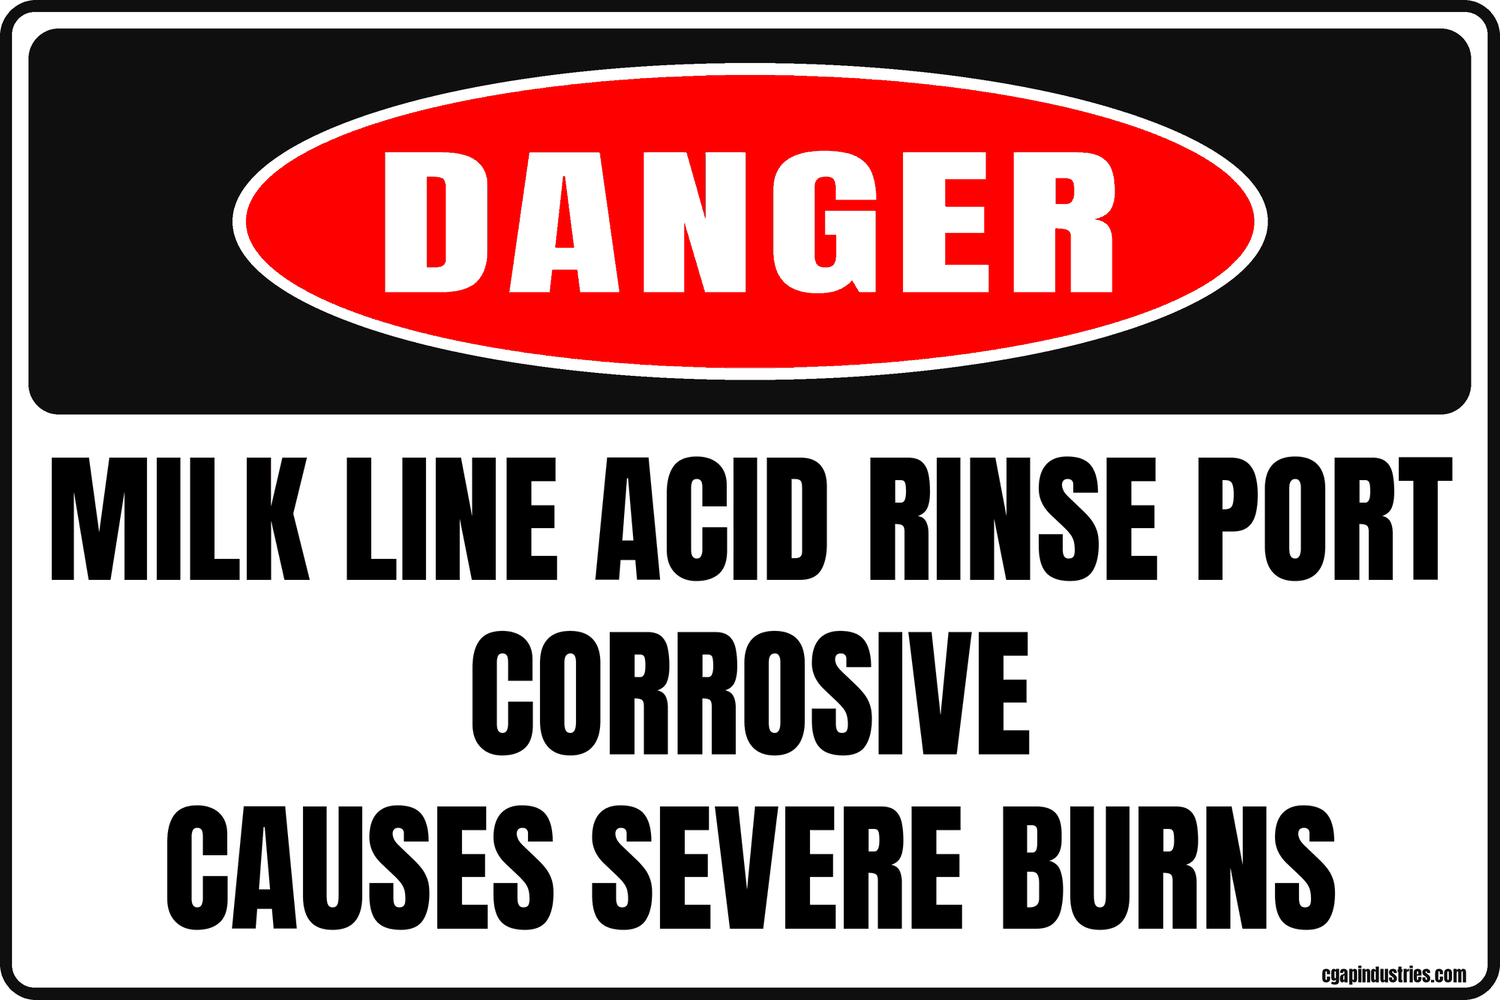 DANGER
MILK LINE ACID RINSE PORT
CORROSIVE
CAUSES SEVERE BURNS
cgapindustries.com